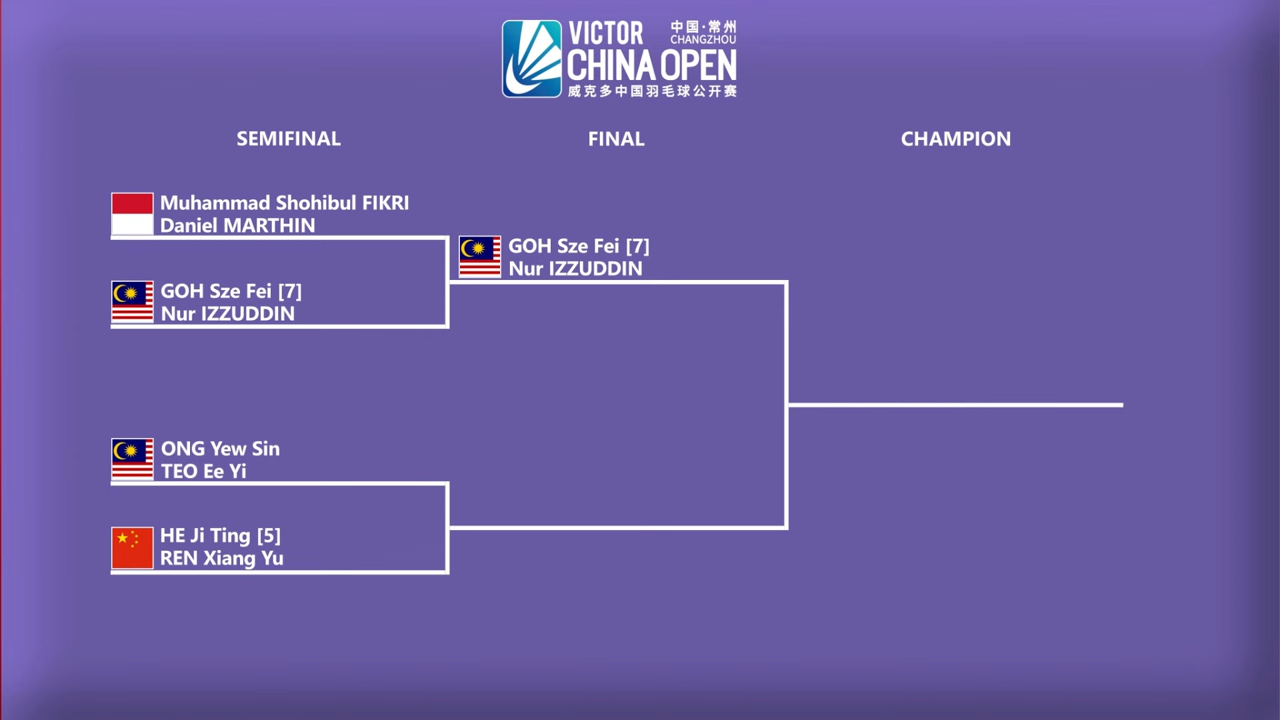 VICTOR 中国·常州
CHANGZHOU
CHINA OPEN
威克多中国羽毛球公开赛
SEMIFINAL FINAL CHAMPION
Muhammad Shohibul FIKRI
Daniel MARTHIN
GOH Sze Fei [7]
Nur IZZUDDIN
GOH Sze Fei [7]
Nur IZZUDDIN
ONG Yew Sin
TEO Ee Yi
HE Ji Ting [5]
REN Xiang Yu